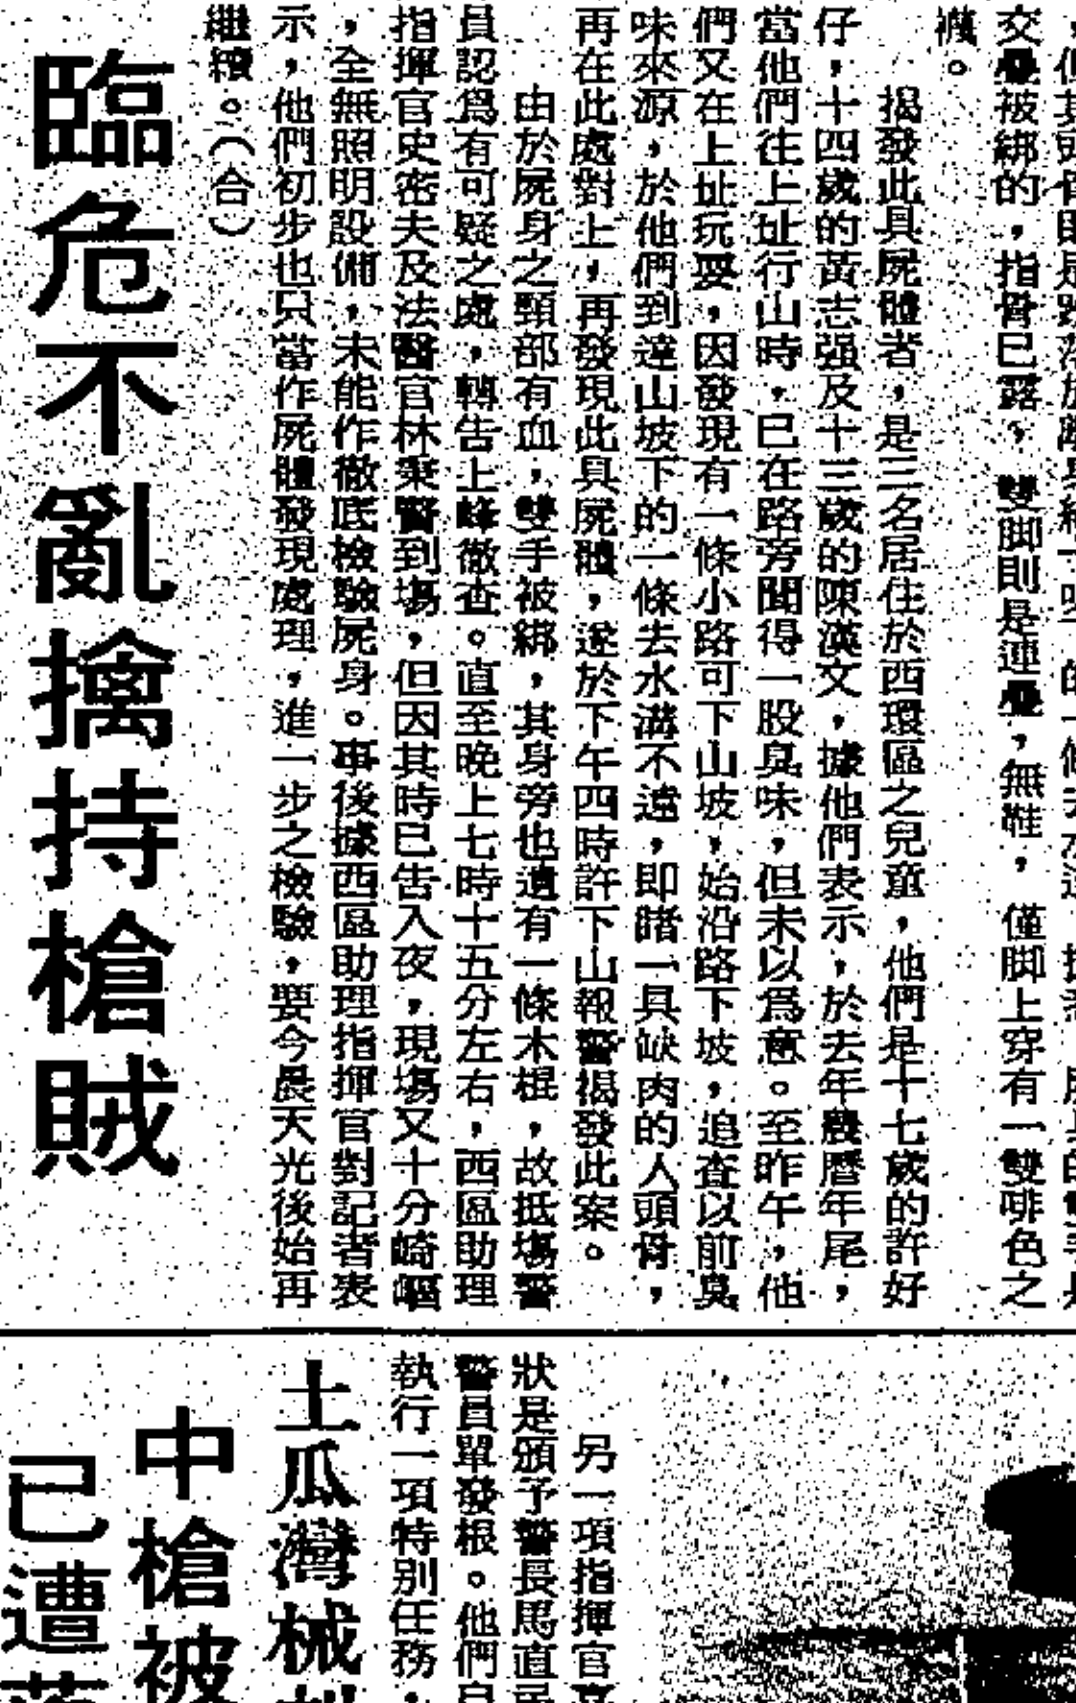 交疊被綁的，指骨已露，雙脚則是連疊，無鞋，僅脚上穿有一雙啡色之
襪。
揭發此具屍體者，是三名居住於西環區之兒童，他們是十七歲的許好
仔，十四歲的黃志强及十三歲的陳漢文，據他們表示，於去年農曆年尾，
當他們往上址行山時，已在路旁聞得一股臭味，但未以爲意。至昨午，他
們又在上址玩耍，因發現有一條小路可下山坡，始沿路下坡，追查以前臭
味來源，於他們到達山坡下的一條去水溝不遠，即睹一具缺肉的人頭骨，
再在此處對上，再發現此具屍體，遂於下午四時許下山報警揭發此案。
由於屍身之頸部有血，雙手被綁，其身旁也遺有一條木棍，故抵塲警
員認爲有可疑之處，轉告上峰徹查。直至晚上七時十五分左右，西區助理
指揮官史密夫及法醫官林秉賢到塲，但因其時已告入夜，現塲又十分崎嶇
，全無照明設備，未能作徹底檢驗屍身。事後據西區助理指揮官對記者表
示，他們初步也只當作屍體發現處理，進一步之檢驗，要今晨天光後始再
繼續。（合）
臨危不亂擒持槍賊
另一項指揮官
狀是頒予警長馬直
警員單發根。他們
執行一項特别任務，
土瓜灣械
中槍被
已遭